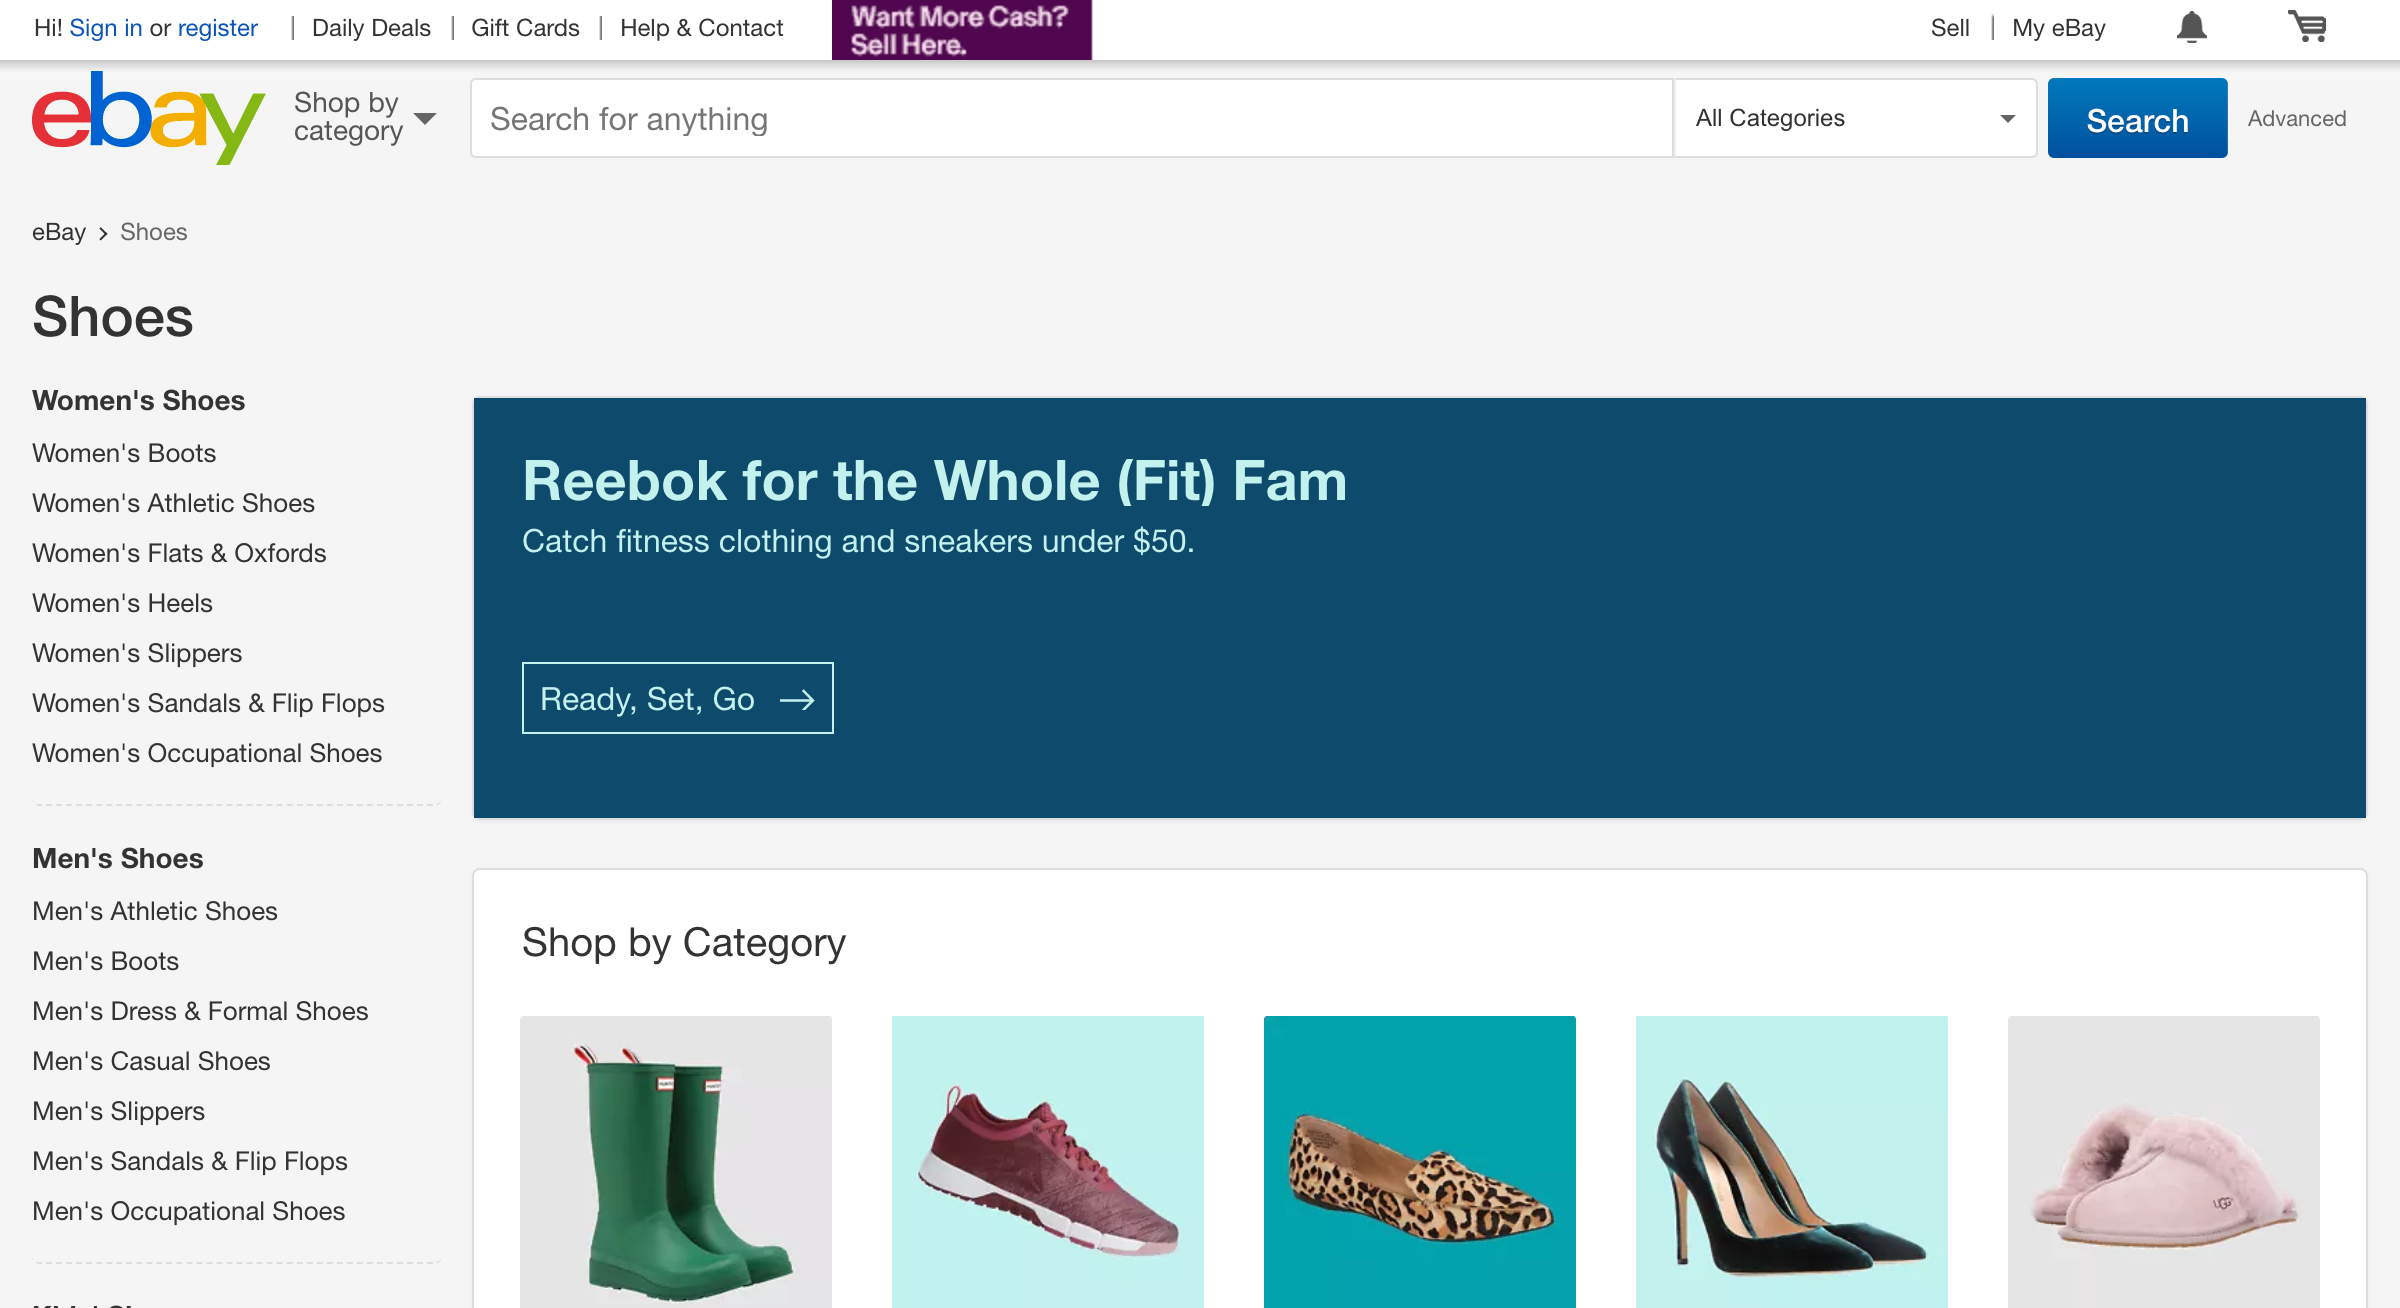 Hi! Sign in or register | Daily Deals | Gift Cards | Help & Contact
Want More Cash?
Sell Here.
Sell | My eBay
ebay
Shop by
category
Search for anything
All Categories
Search
Advanced
eBay > Shoes
Shoes
Women's Shoes
Women's Boots
Women's Athletic Shoes
Women's Flats & Oxfords
Women's Heels
Women's Slippers
Women's Sandals & Flip Flops
Women's Occupational Shoes
Men's Shoes
Men's Athletic Shoes
Men's Boots
Men's Dress & Formal Shoes
Men's Casual Shoes
Men's Slippers
Men's Sandals & Flip Flops
Men's Occupational Shoes
Reebok for the Whole (Fit) Fam
Catch fitness clothing and sneakers under $50.
Ready, Set, Go →
Shop by Category
UGG